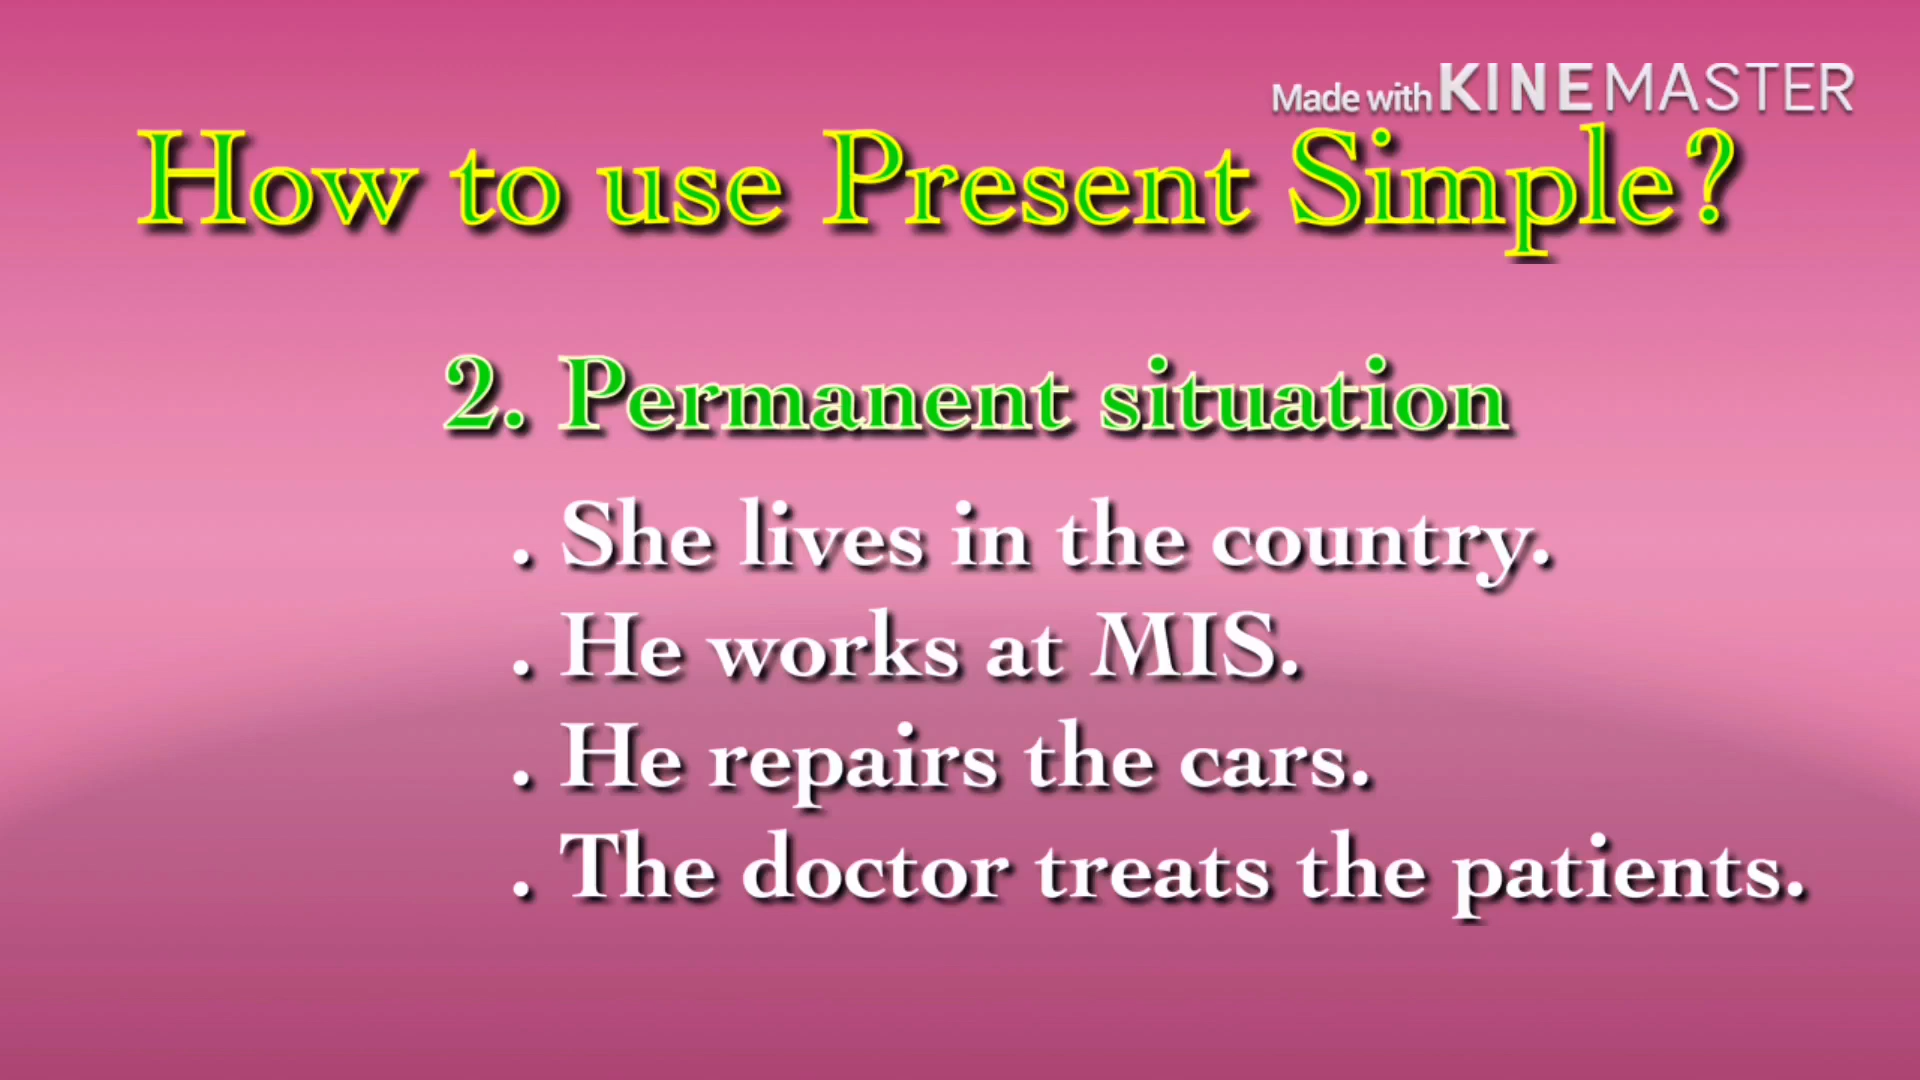 Made with KINEMASTER
How to use Present Simple?
2. Permanent situation
. She lives in the country.
. He works at MIS.
. He repairs the cars.
. The doctor treats the patients.